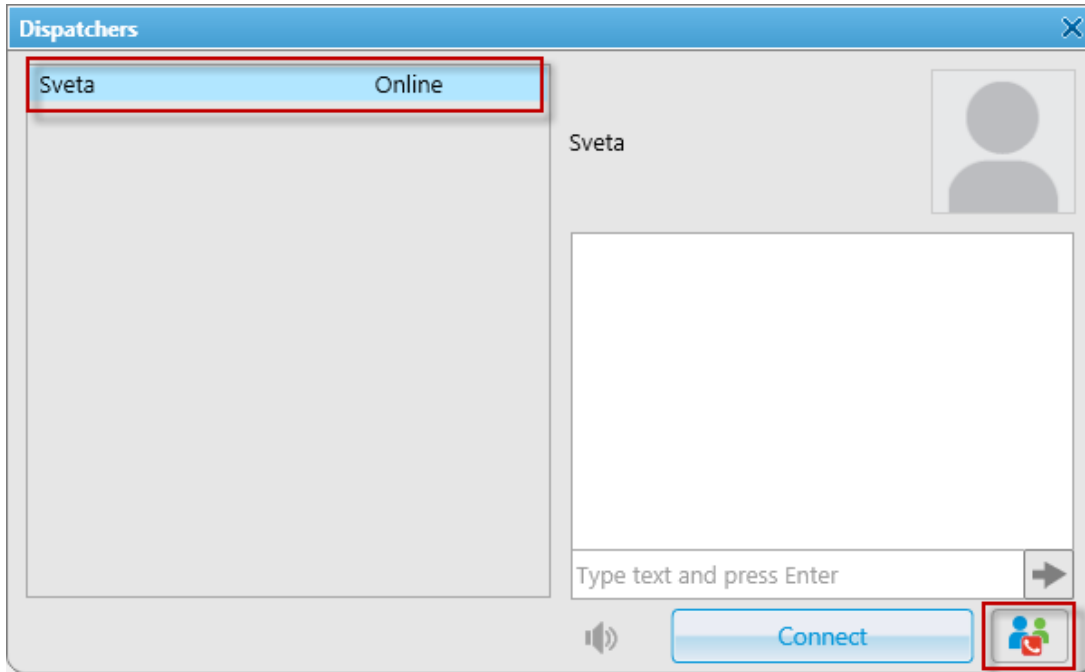 Dispatchers
Sveta Online
Sveta
Type text and press Enter
Connect